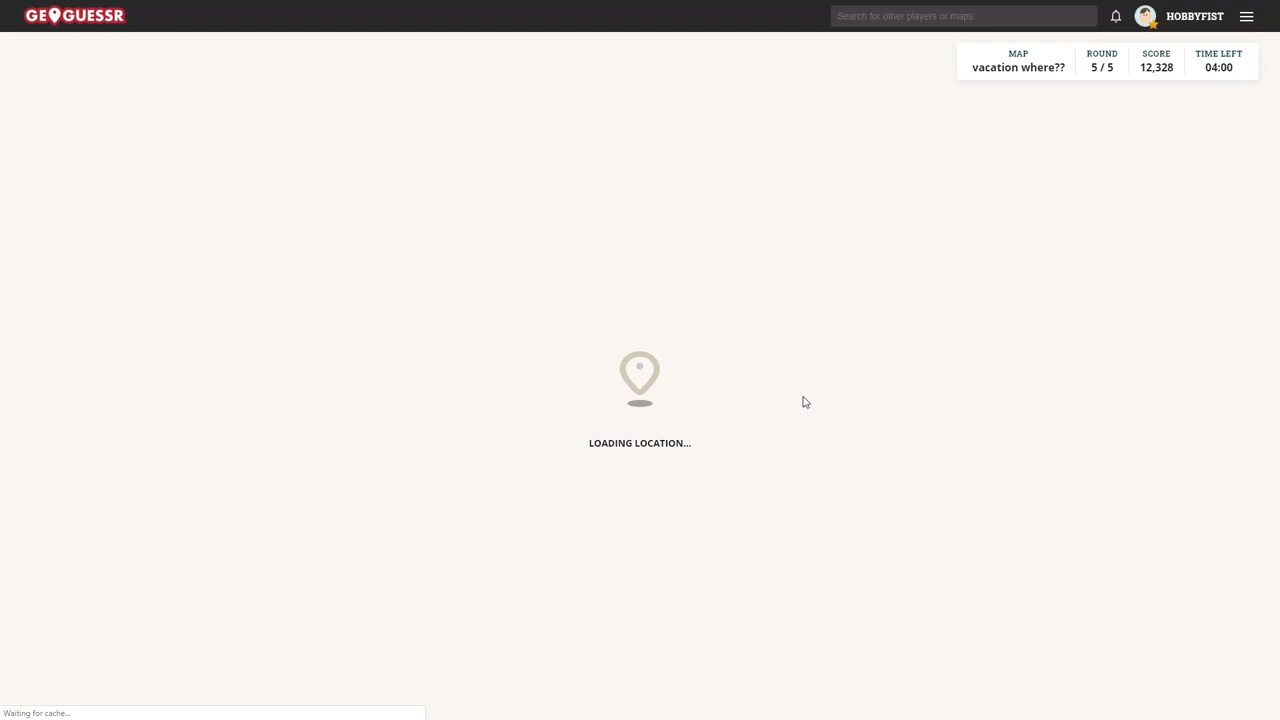 GEOGUESSR
Search for other players or maps
HOBBYFIST
MAP
vacation where??
ROUND
5 / 5
SCORE
12,328
TIME LEFT
04:00
LOADING LOCATION...
Waiting for cache...